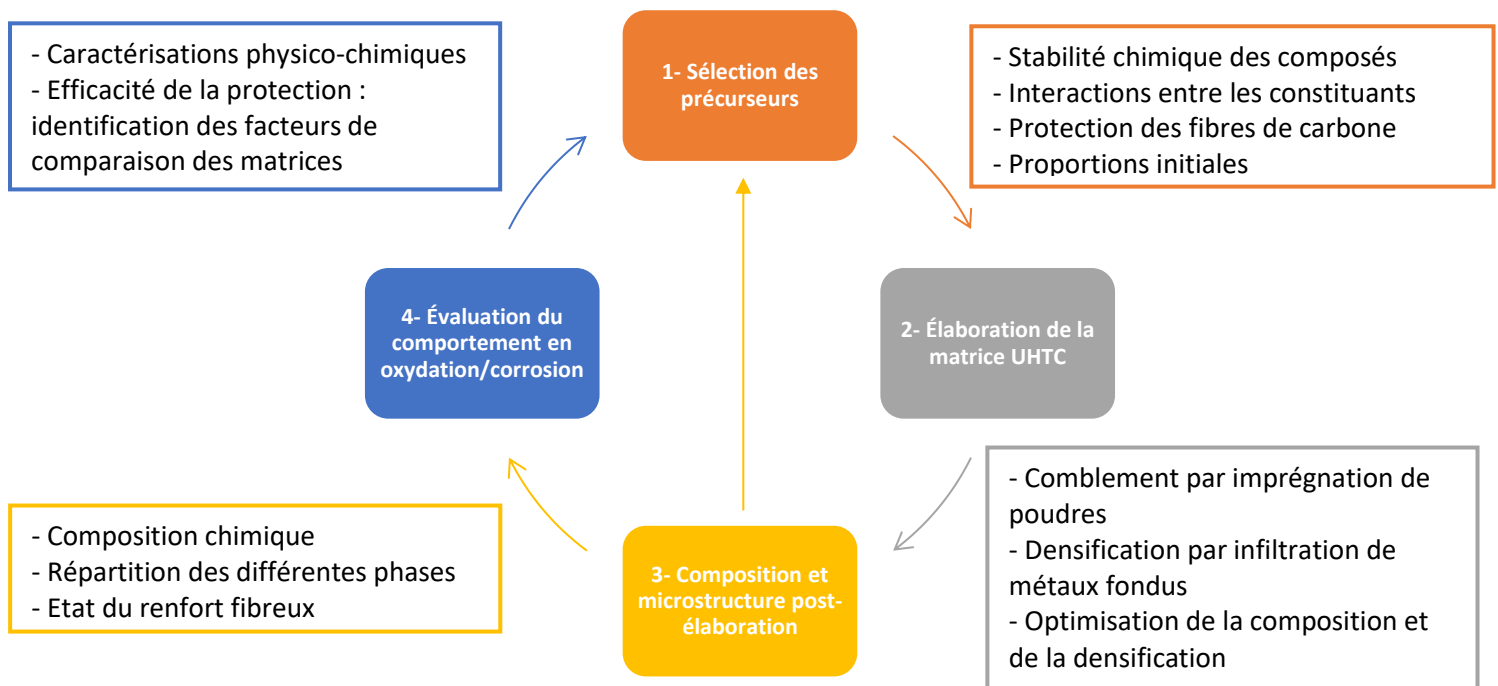 - Caractérisations physico-chimiques
- Efficacité de la protection :
identification des facteurs de
comparaison des matrices
1- Sélection des
précurseurs
- Stabilité chimique des composés
- Interactions entre les constituants
- Protection des fibres de carbone
- Proportions initiales
4- Évaluation du
comportement en
oxydation/corrosion
2- Élaboration de la
matrice UHTC
- Composition chimique
- Répartition des différentes phases
- Etat du renfort fibreux
3- Composition et
microstructure post-
élaboration
- Comblement par imprégnation de
poudres
- Densification par infiltration de
métaux fondus
- Optimisation de la composition et
de la densification